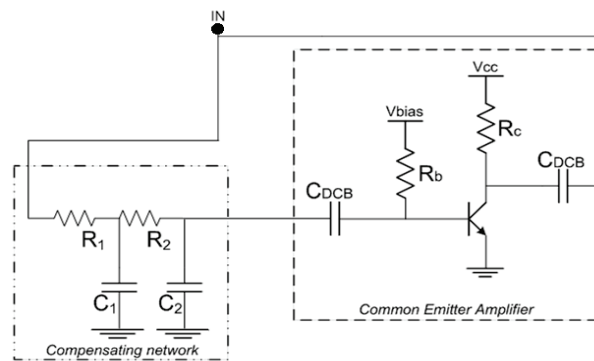 IN
Vcc
Vbias
Rc
Rb
CDCB
CDCB
R1
R2
C1
C2
Common Emitter Amplifier
Compensating network